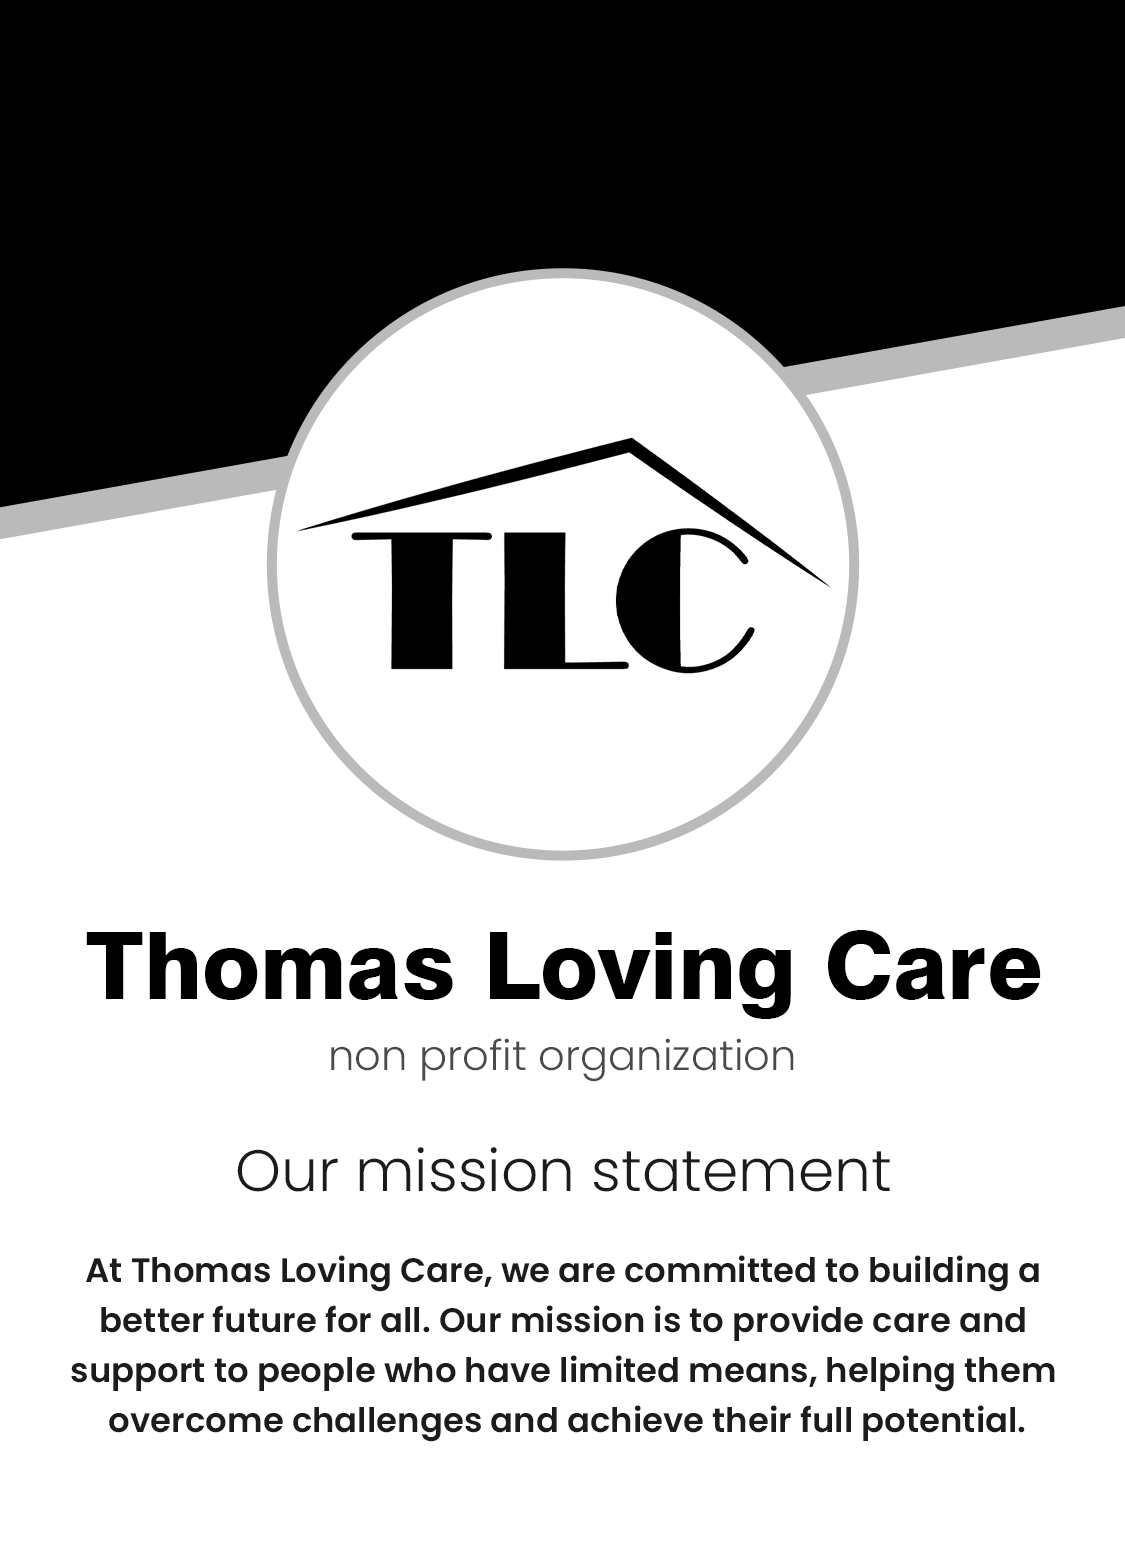 TLC
Thomas Loving Care
non profit organization
Our mission statement
At Thomas Loving Care, we are committed to building a
better future for all. Our mission is to provide care and
support to people who have limited means, helping them
overcome challenges and achieve their full potential.